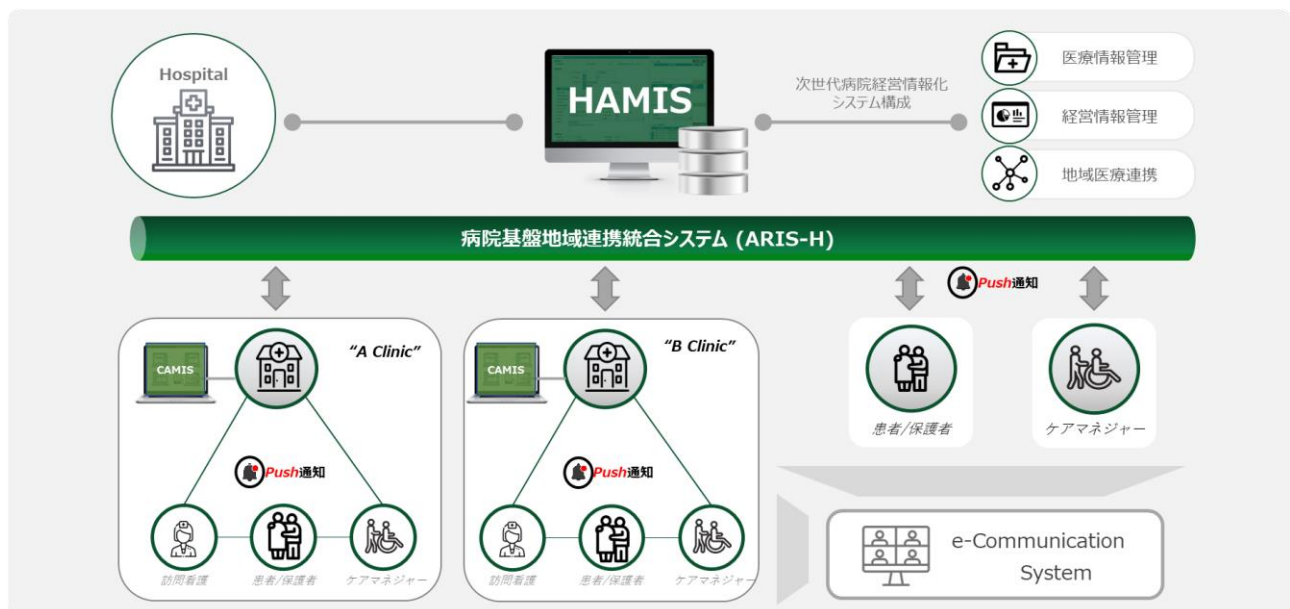 Hospital
HAMIS
次世代病院経営情報化
システム構成
医療情報管理
経営情報管理
地域医療連携
病院基盤地域連携統合システム (ARIS-H)
Push通知
"A Clinic"
CAMIS
Push通知
訪問看護
患者/保護者
ケアマネジャー
"B Clinic"
CAMIS
Push通知
訪問看護
患者/保護者
ケアマネジャー
患者/保護者
ケアマネジャー
e-Communication
System